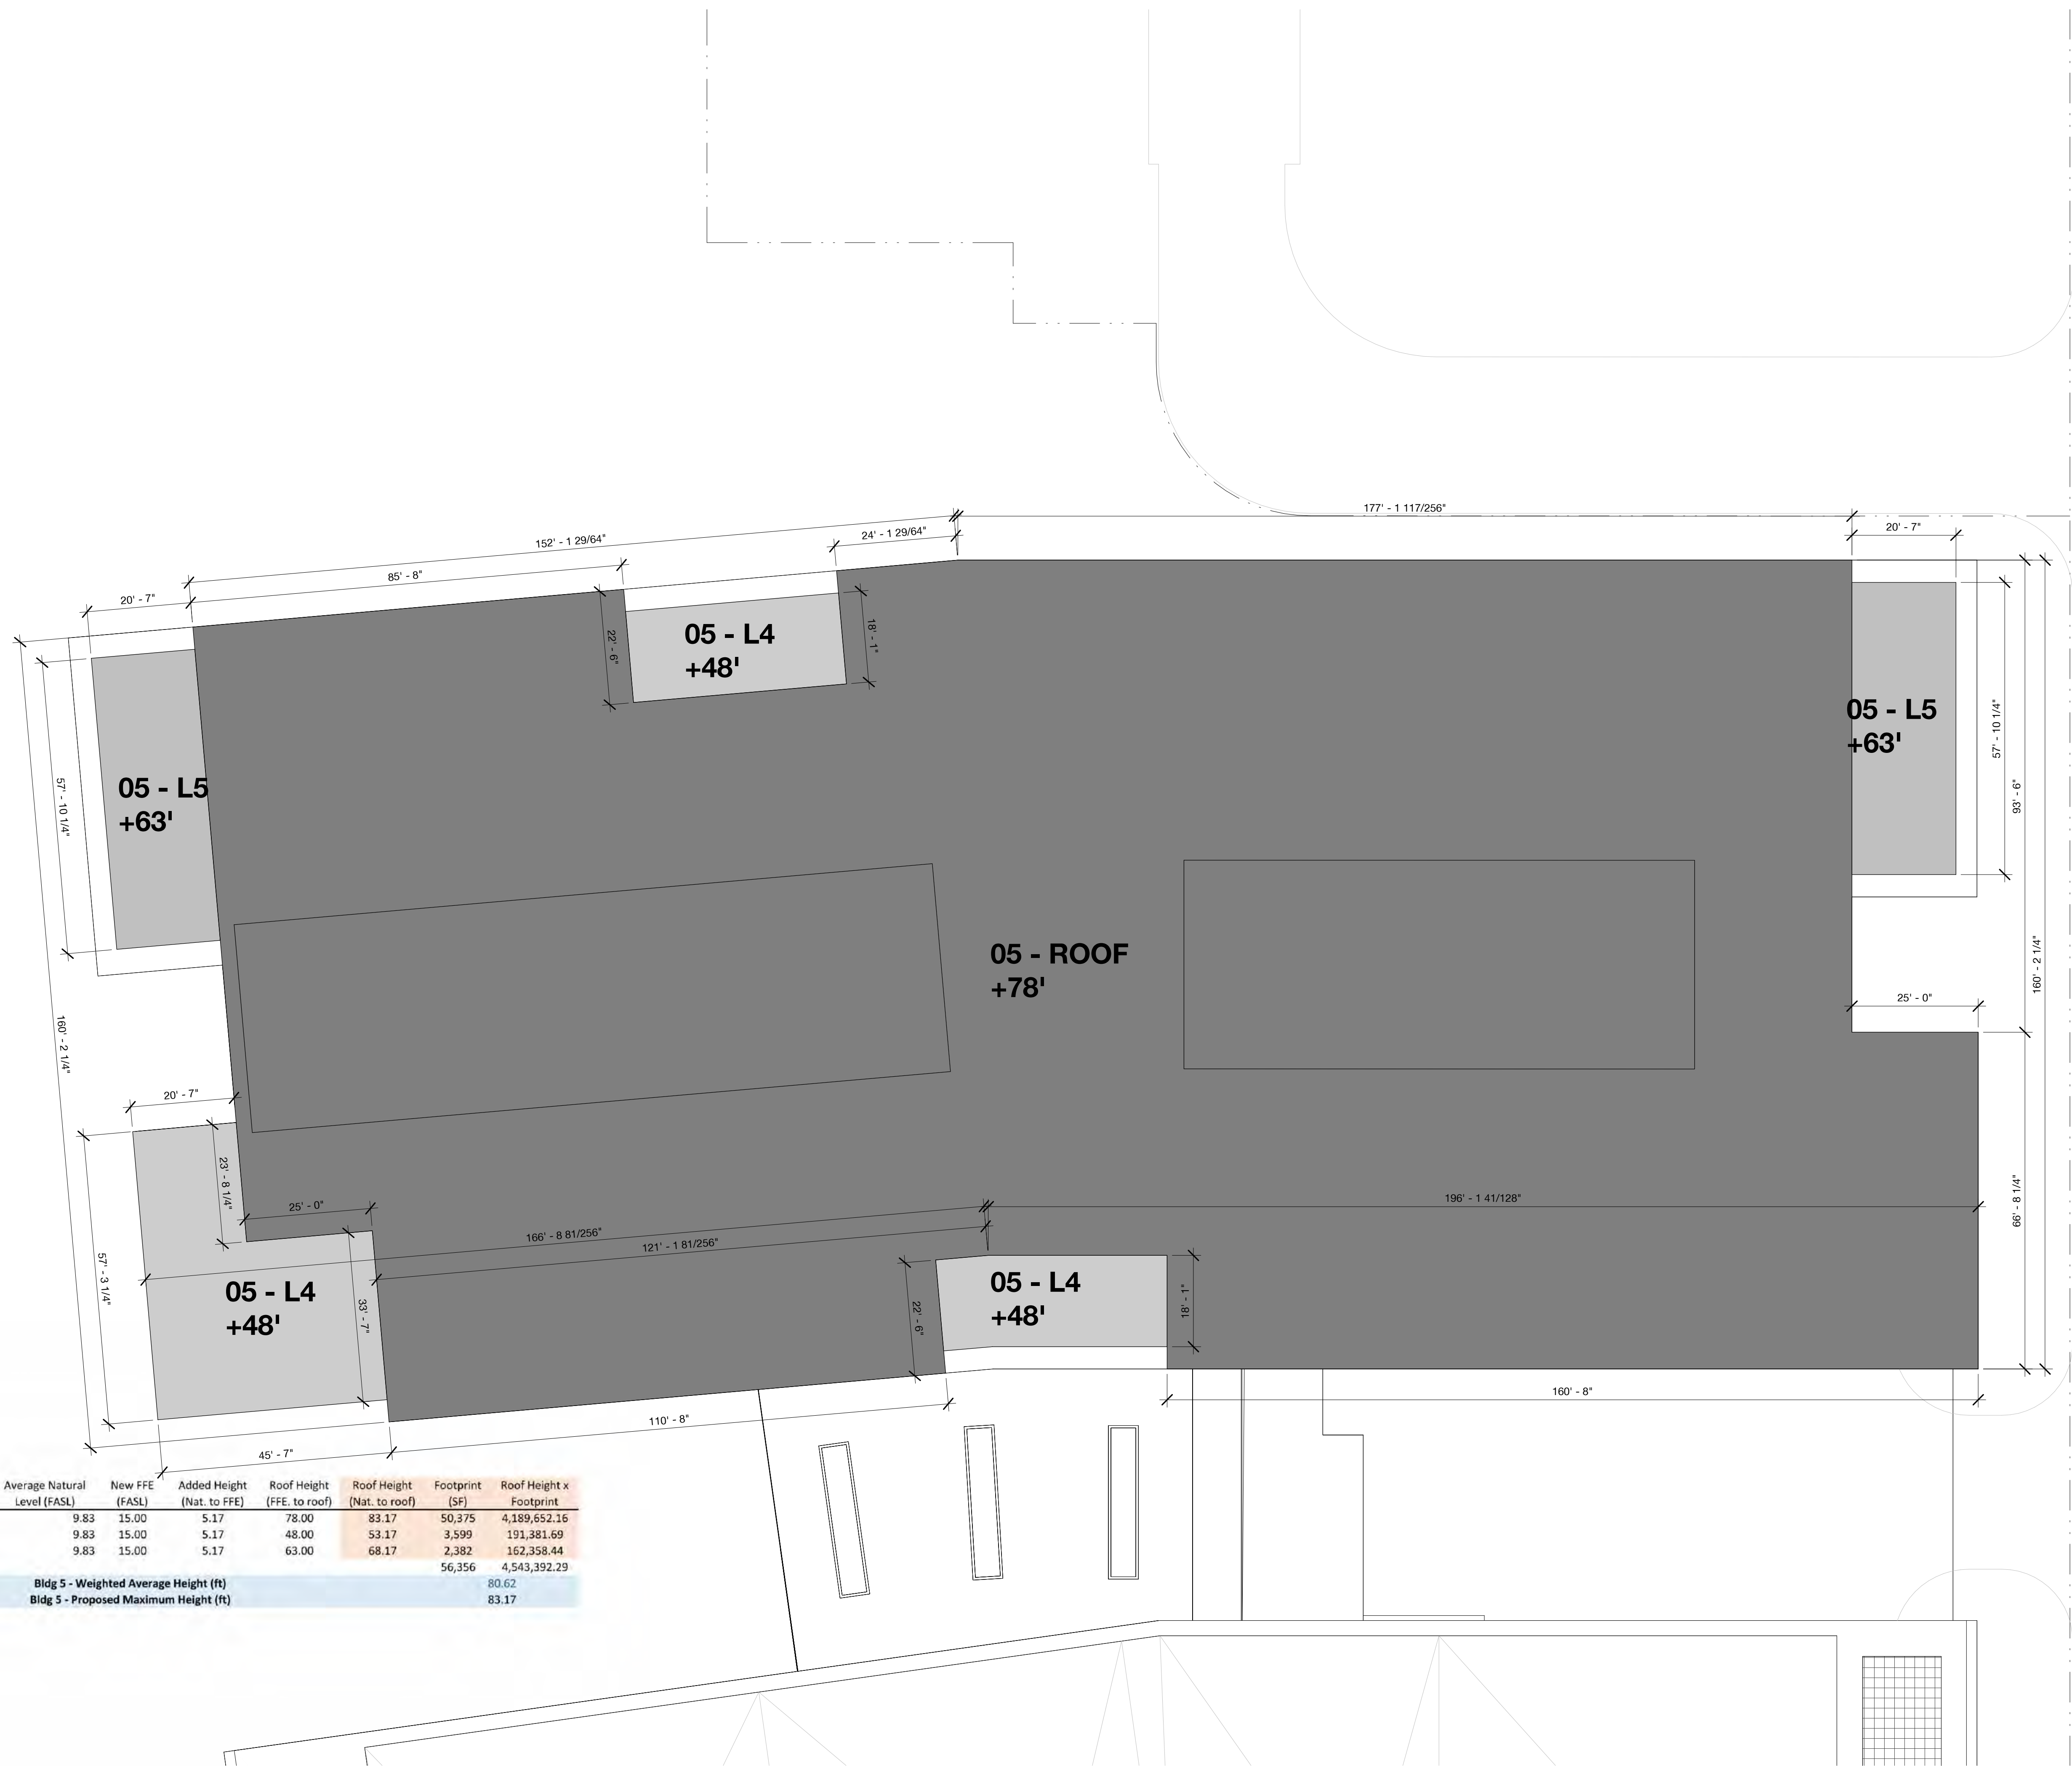 177' - 1 117/256"
20' - 7"
152' - 1 29/64"
24' - 1 29/64"
85' - 8"
20' - 7"
22' - 6"
05 - L4
+48'
18' - 1"
05 - L5
+63'
57' - 10 1/4"
93' - 6"
05 - L5
+63'
57' - 10 1/4"
05 - ROOF
+78'
160' - 2 1/4"
25' - 0"
160' - 2 1/4"
20' - 7"
23' - 8 1/4"
25' - 0"
166' - 8 81/256"
121' - 1 81/256"
196' - 1 41/128"
66' - 8 1/4"
57' - 3 1/4"
05 - L4
+48'
33' - 7"
22' - 6"
05 - L4
+48'
18' - 1"
160' - 8"
110' - 8"
45' - 7"
Average Natural New FFE Added Height Roof Height Roof Height Footprint Roof Height x
Level (FASL) (FASL) (Nat. to FFE) (FFE. to roof) (Nat. to roof) (SF) Footprint
9.83 15.00 5.17 78.00 83.17 50,375 4,189,652.16
9.83 15.00 5.17 48.00 53.17 3,599 191,381.69
9.83 15.00 5.17 63.00 68.17 2,382 162,358.44
56,356 4,543,392.29
Bldg 5 - Weighted Average Height (ft) 80.62
Bldg 5 - Proposed Maximum Height (ft) 83.17